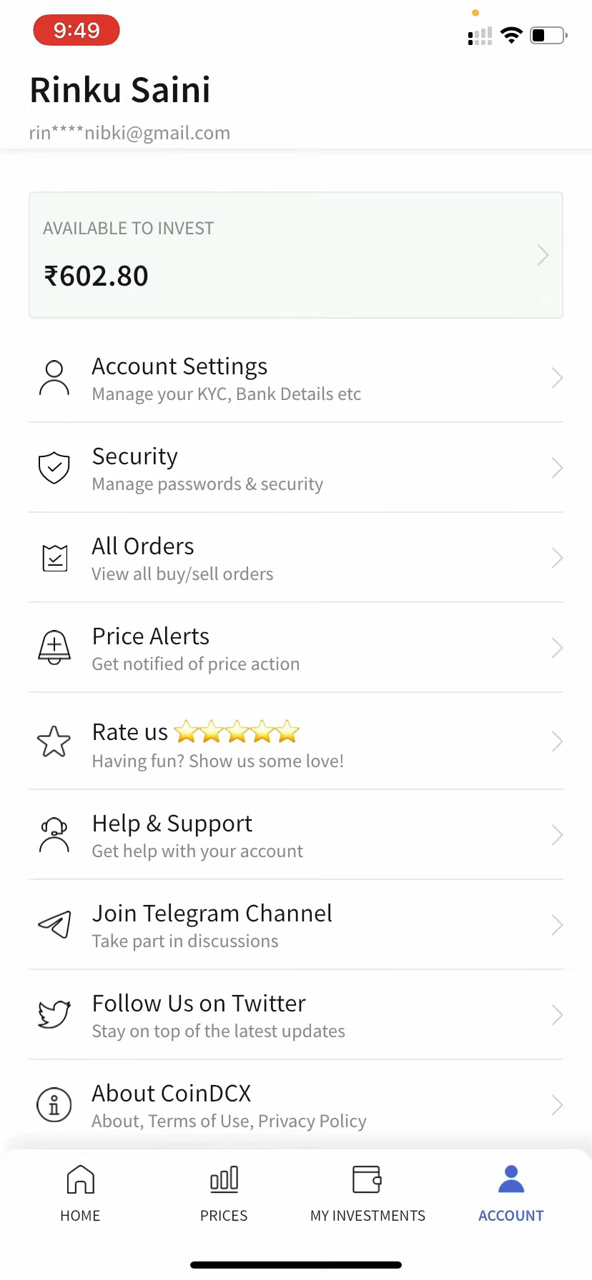 9:49
Rinku Saini
rin****nibki@gmail.com
AVAILABLE TO INVEST
₹602.80
Account Settings
Manage your KYC, Bank Details etc
Security
Manage passwords & security
All Orders
View all buy/sell orders
Price Alerts
Get notified of price action
Rate us ⭐⭐⭐⭐⭐
Having fun? Show us some love!
Help & Support
Get help with your account
Join Telegram Channel
Take part in discussions
Follow Us on Twitter
Stay on top of the latest updates
About CoinDCX
About, Terms of Use, Privacy Policy
HOME PRICES MY INVESTMENTS ACCOUNT